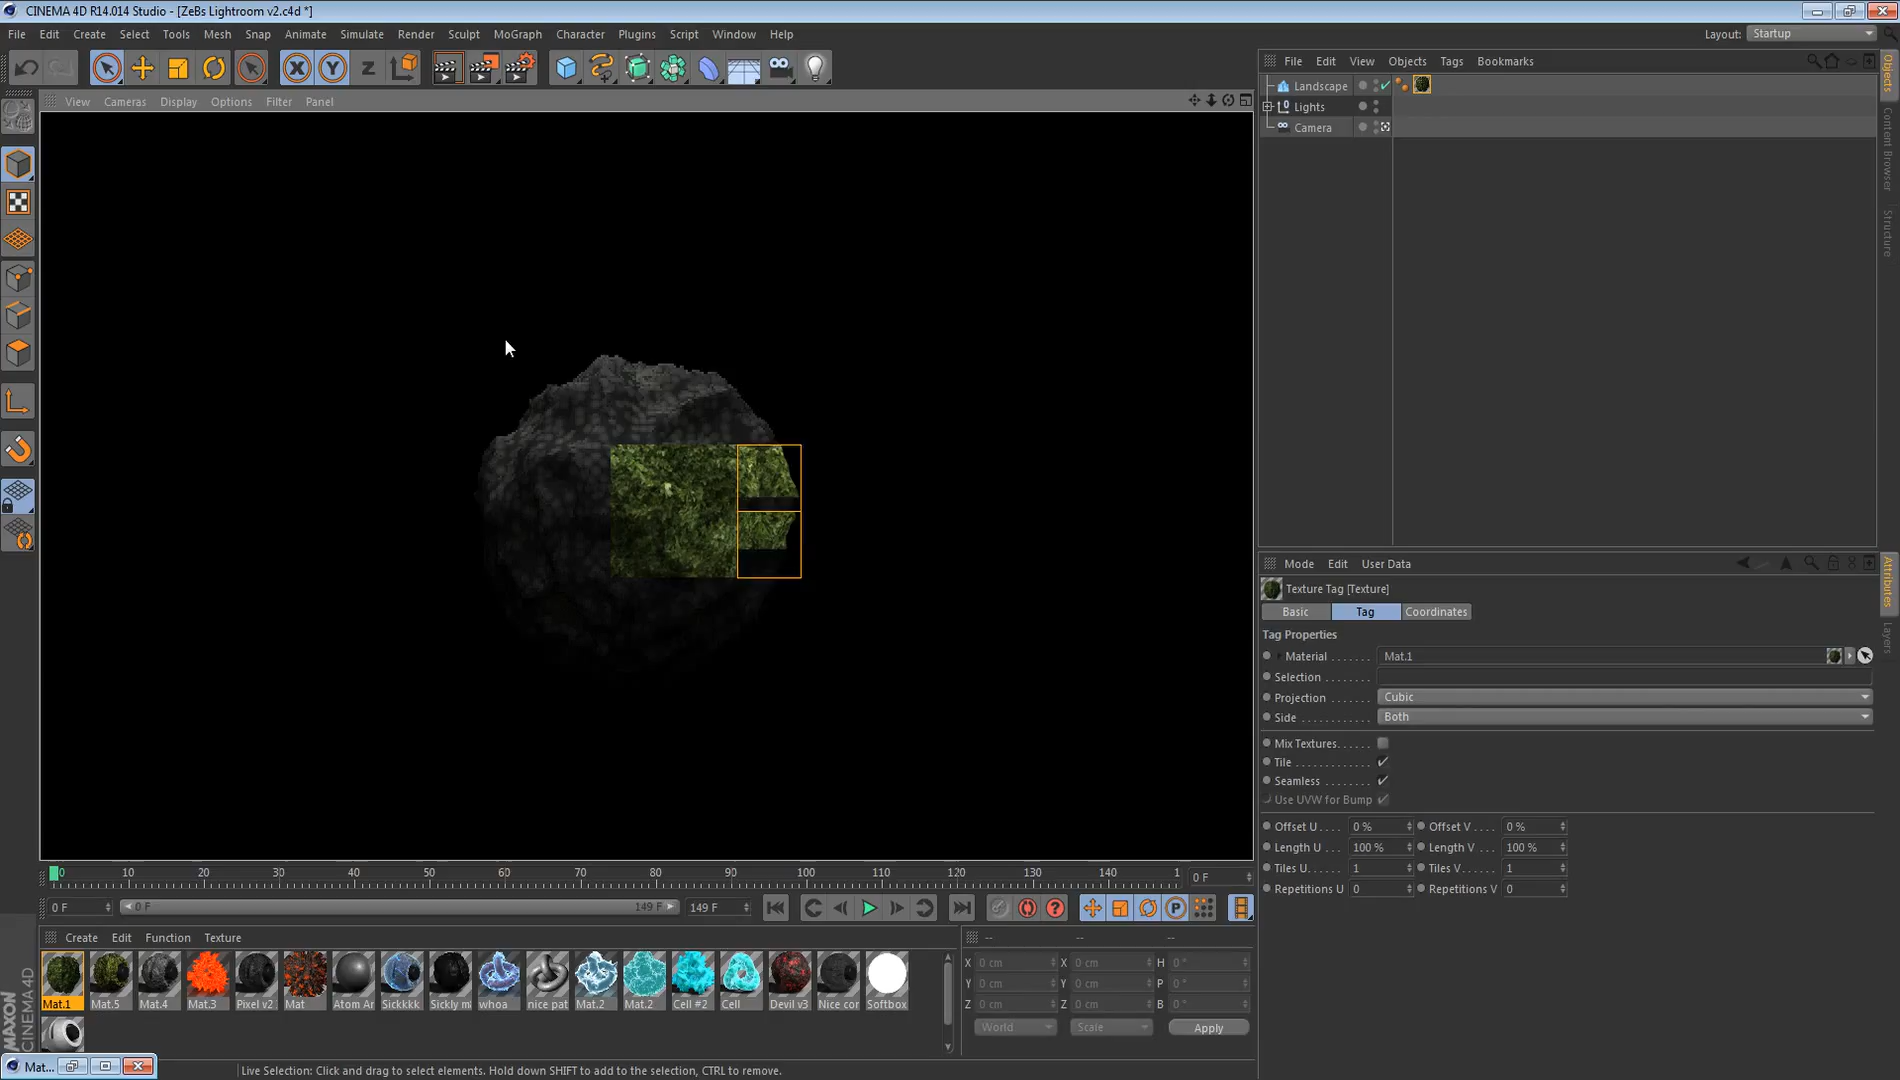 CINEMA 4D R14.014 Studio - [ZeBs Lightroom v2.c4d *]
File Edit Create Select Tools Mesh Snap Animate Simulate Render Sculpt MoGraph Character Plugins Script Window Help
Layout: Startup
View Cameras Display Options Filter Panel
File Edit View Objects Tags Bookmarks
Landscape
Lights
Camera
Objects
Content Browser
Structure
Mode Edit User Data
Texture Tag [Texture]
Basic Tag Coordinates
Tag Properties
Material . . . . . . . Mat.1
Selection . . . . . . . .
Projection . . . . . . . Cubic
Side . . . . . . . . . . . . Both
Mix Textures. . . . . .
Tile . . . . . . . . . . . . .
Seamless . . . . . . . .
Use UVW for Bump
Offset U . . . . 0 % Offset V . . . . 0 %
Length U . . . 100 % Length V . . . 100 %
Tiles U. . . . . 1 Tiles V. . . . . 1
Repetitions U 0 Repetitions V 0
Attributes
Layers
0 10 20 30 40 50 60 70 80 90 100 110 120 130 140 1
0 F
0 F 0 F 149 F 149 F
Create Edit Function Texture
-- -- --
Mat.1 Mat.5 Mat.4 Mat.3 Pixel v2 Mat Atom Ar Sickkkk Sickly m whoa nice pat Mat.2 Mat.2 Cell #2 Cell Devil v3 Nice cor Softbox
X 0 cm X 0 cm H 0 °
Y 0 cm Y 0 cm P 0 °
Z 0 cm Z 0 cm B 0 °
World Scale Apply
MAXON
CINEMA 4D
Mat...
Live Selection: Click and drag to select elements. Hold down SHIFT to add to the selection, CTRL to remove.